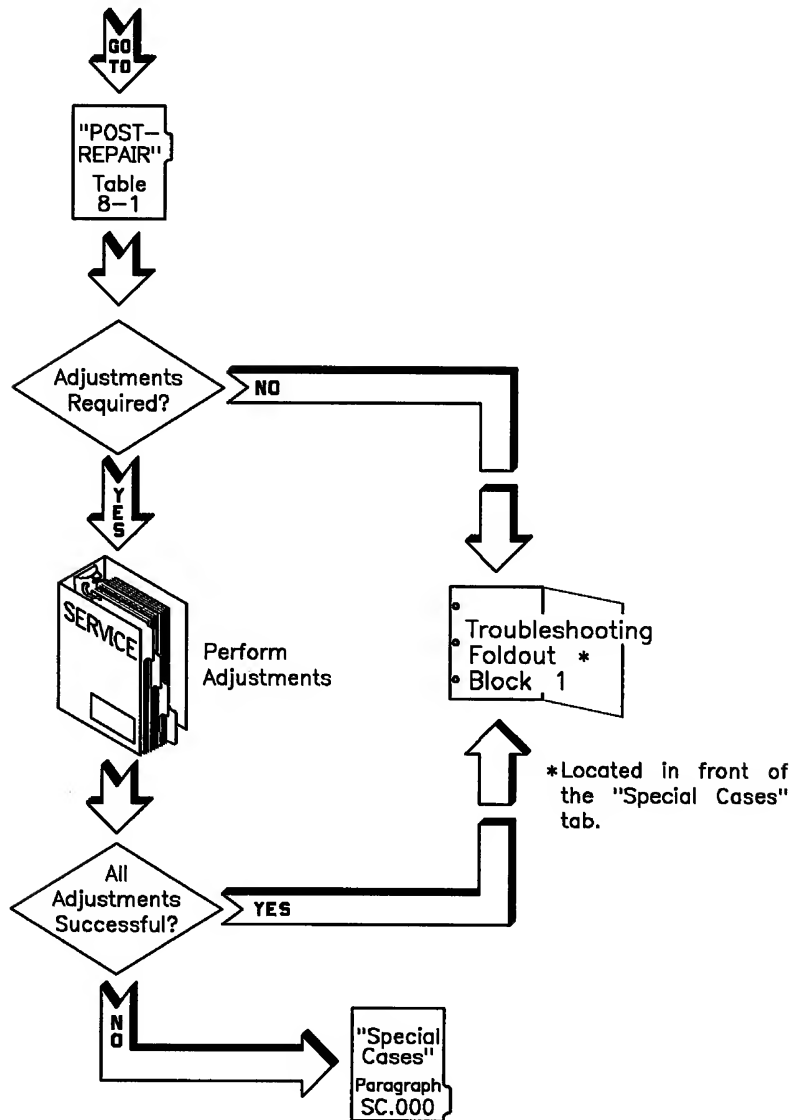 GO
TO
"POST-
REPAIR"
Table
8-1
Adjustments
Required?
NO
YES
SERVICE
Perform
Adjustments
Troubleshooting
Foldout *
Block 1
*Located in front of
the "Special Cases"
tab.
All
Adjustments
Successful?
YES
NO
"Special
Cases"
Paragraph
SC.000